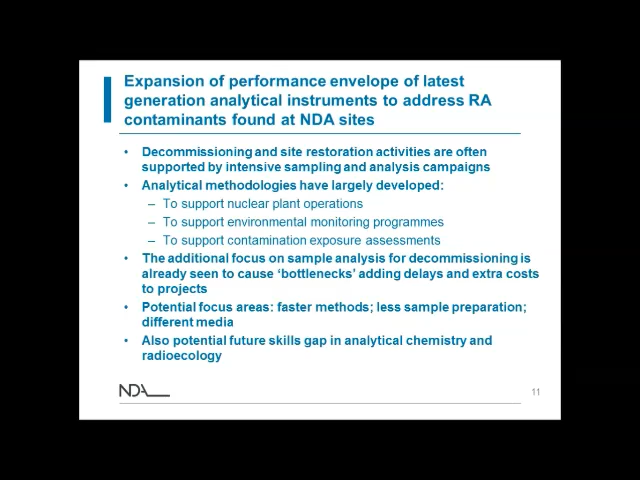 Expansion of performance envelope of latest
generation analytical instruments to address RA
contaminants found at NDA sites
• Decommissioning and site restoration activities are often
supported by intensive sampling and analysis campaigns
• Analytical methodologies have largely developed:
– To support nuclear plant operations
– To support environmental monitoring programmes
– To support contamination exposure assessments
• The additional focus on sample analysis for decommissioning is
already seen to cause ‘bottlenecks’ adding delays and extra costs
to projects
• Potential focus areas: faster methods; less sample preparation;
different media
• Also potential future skills gap in analytical chemistry and
radioecology
NDA
11